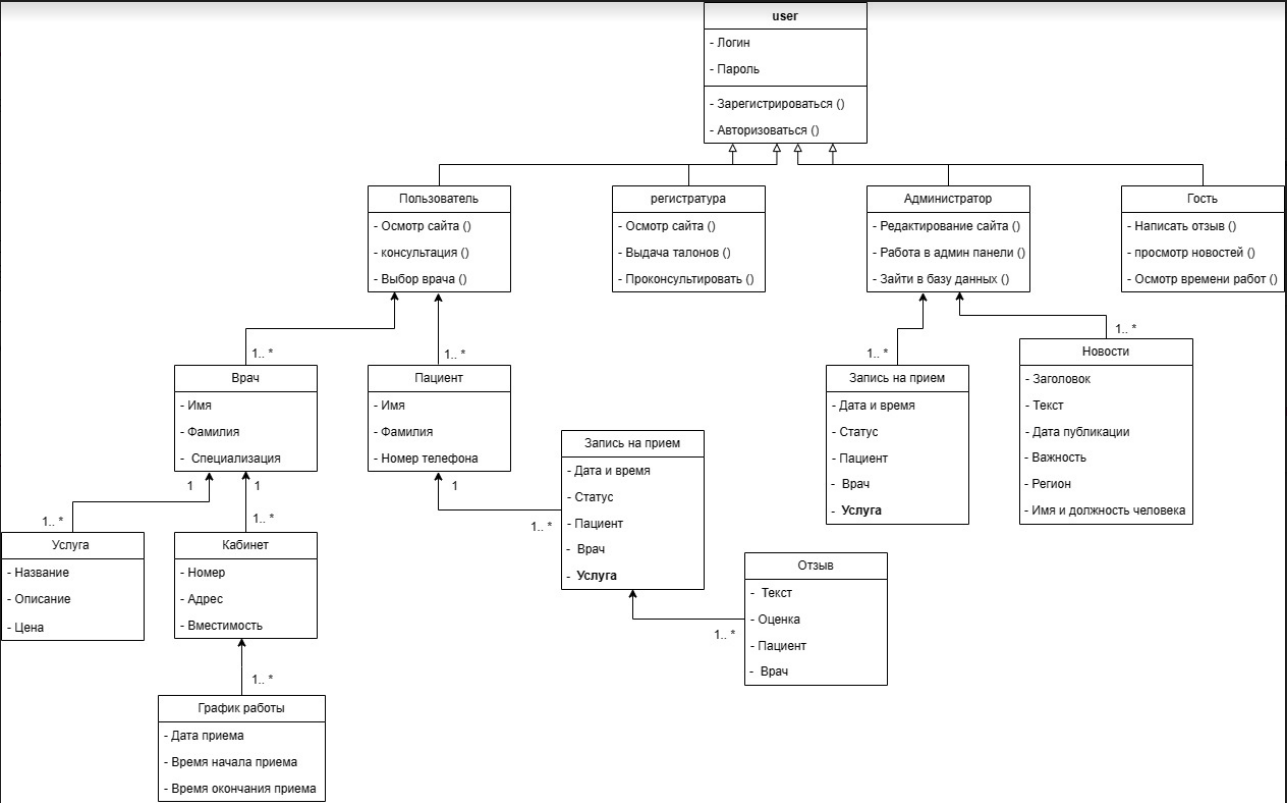 user
- Логин
- Пароль
- Зарегистрироваться ()
- Авторизоваться ()
Пользователь
- Осмотр сайта ()
- консультация ()
- Выбор врача ()
регистратура
- Осмотр сайта ()
- Выдача талонов ()
- Проконсультировать ()
Администратор
- Редактирование сайта ()
- Работа в админ панели ()
- Зайти в базу данных ()
Гость
- Написать отзыв ()
- просмотр новостей ()
- Осмотр времени работ ()
1.. *
Врач
- Имя
- Фамилия
- Специализация
1.. *
Пациент
- Имя
- Фамилия
- Номер телефона
1.. *
Запись на прием
- Дата и время
- Статус
- Пациент
- Врач
- Услуга
1.. *
Новости
- Заголовок
- Текст
- Дата публикации
- Важность
- Регион
- Имя и должность человека
1
1.. *
Услуга
- Название
- Описание
- Цена
1
1.. *
Кабинет
- Номер
- Адрес
- Вместимость
1
1.. *
Запись на прием
- Дата и время
- Статус
- Пациент
- Врач
- Услуга
1.. *
Отзыв
- Текст
- Оценка
- Пациент
- Врач
1.. *
График работы
- Дата приема
- Время начала приема
- Время окончания приема